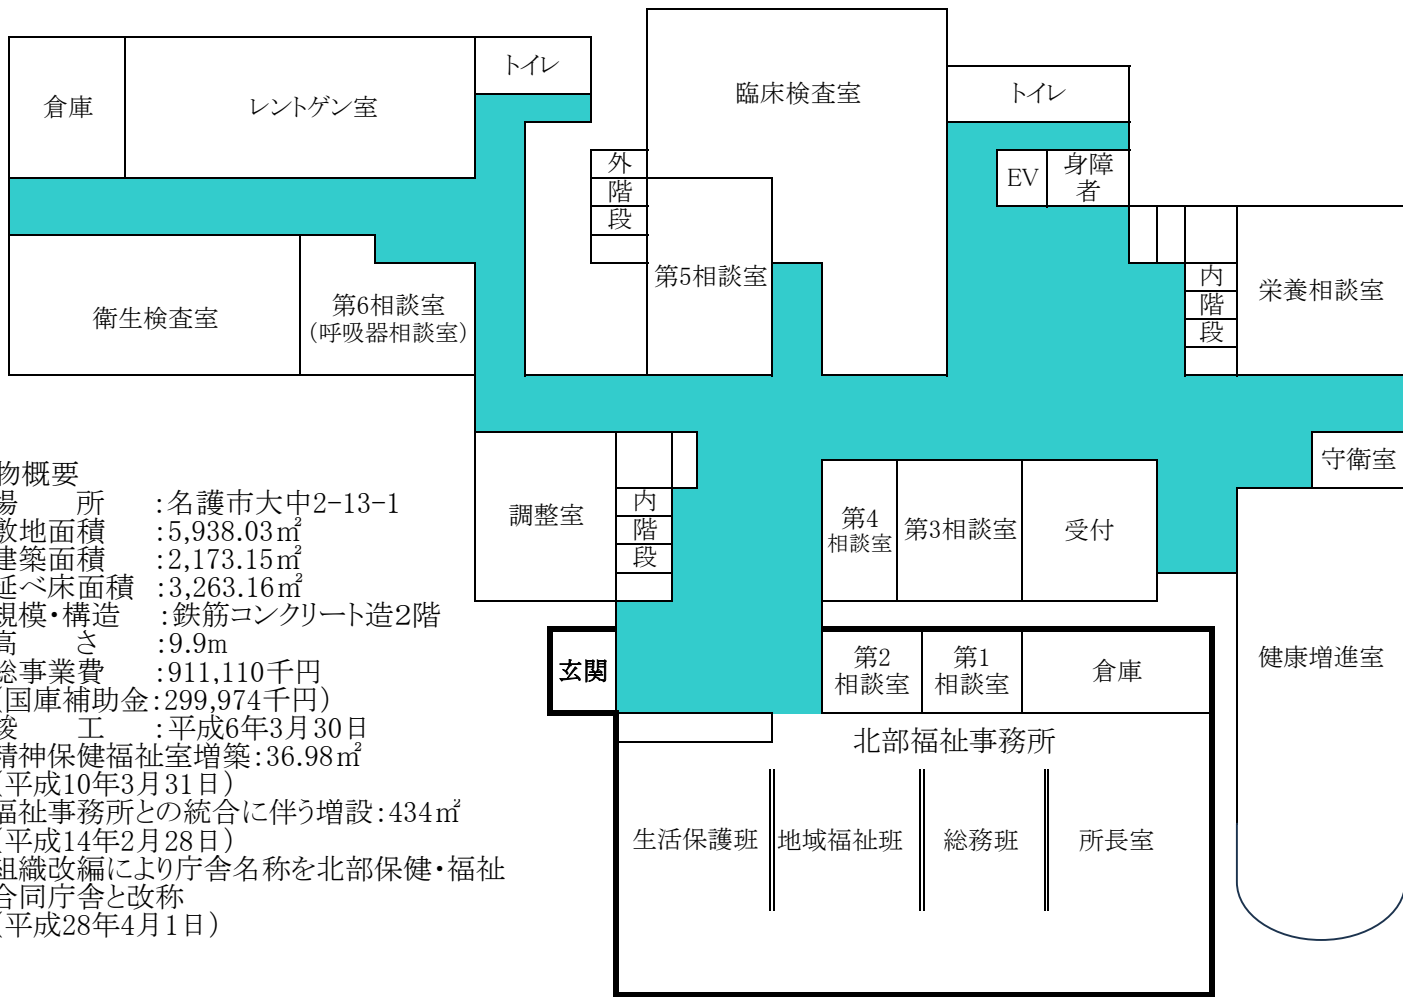 トイレ
倉庫
レントゲン室
臨床検査室
トイレ
外
階
段
EV
身障
者
第5相談室
内
階
段
栄養相談室
衛生検査室
第6相談室
(呼吸器相談室)
守衛室
調整室
内
階
段
第4
相談室
第3相談室
受付
物概要
場 所 :名護市大中2-13-1
敷地面積 :5,938.03㎡
建築面積 :2,173.15㎡
延べ床面積 :3,263.16㎡
規模・構造 :鉄筋コンクリート造2階
高 さ :9.9m
総事業費 :911,110千円
(国庫補助金:299,974千円)
竣 工 :平成6年3月30日
精神保健福祉室増築:36.98㎡
(平成10年3月31日)
福祉事務所との統合に伴う増設:434㎡
(平成14年2月28日)
組織改編により庁舎名称を北部保健・福祉
合同庁舎と改称
(平成28年4月1日)
玄関
第2
相談室
第1
相談室
倉庫
健康増進室
北部福祉事務所
生活保護班
地域福祉班
総務班
所長室